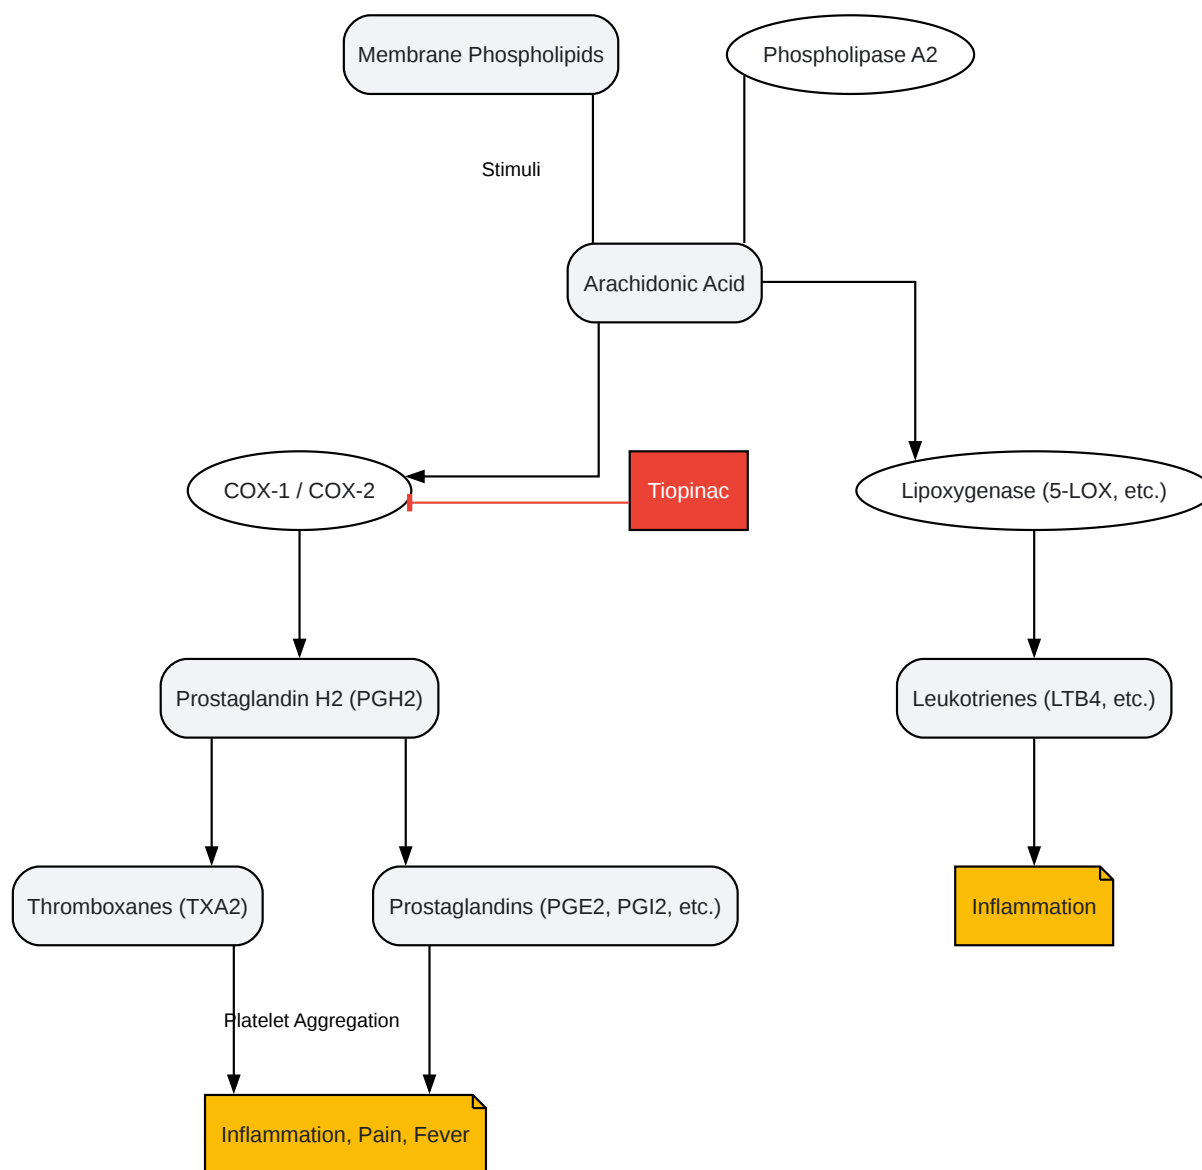 Membrane Phospholipids
Phospholipase A2
Stimuli
Arachidonic Acid
COX-1 / COX-2
Tiopinac
Lipoxygenase (5-LOX, etc.)
Prostaglandin H2 (PGH2)
Leukotrienes (LTB4, etc.)
Thromboxanes (TXA2)
Prostaglandins (PGE2, PGI2, etc.)
Inflammation
Platelet Aggregation
Inflammation, Pain, Fever